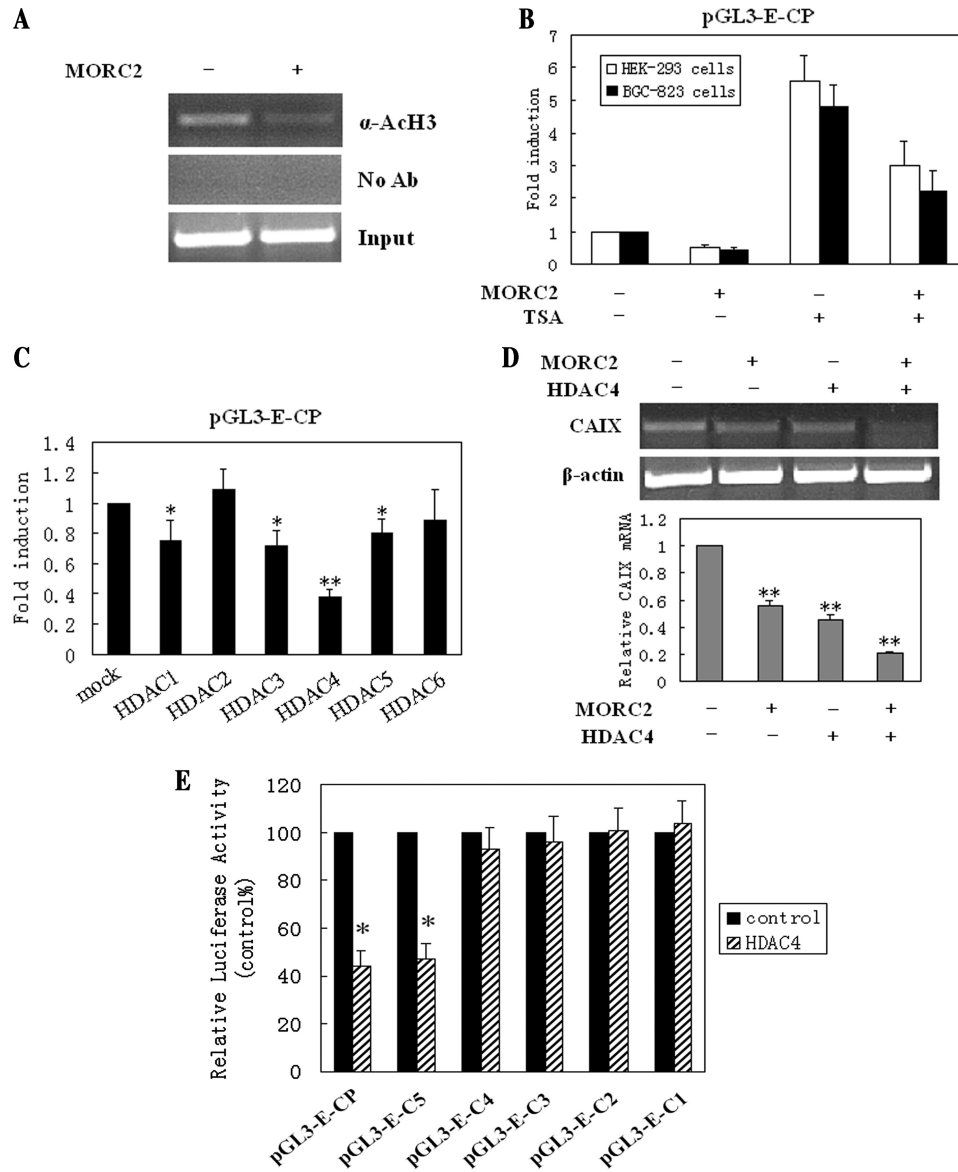 A
MORC2 − +
α-AcH3
No Ab
Input
B
pGL3-E-CP
Fold induction
7
6
5
4
3
2
1
0
HEK-293 cells
BGC-823 cells
MORC2 − + − +
TSA − − + +
C
pGL3-E-CP
Fold induction
1.4
1.2
1
0.8
0.6
0.4
0.2
0
* * ** *
mock HDAC1 HDAC2 HDAC3 HDAC4 HDAC5 HDAC6
D
MORC2 − + − +
HDAC4 − − + +
CAIX
β-actin
Relative CAIX mRNA
1.2
1
0.8
0.6
0.4
0.2
0
** ** **
MORC2 − + − +
HDAC4 − − + +
E
Relative Luciferase Activity
(control%)
120
100
80
60
40
20
0
* *
control
HDAC4
pGL3-E-CP pGL3-E-C5 pGL3-E-C4 pGL3-E-C3 pGL3-E-C2 pGL3-E-C1